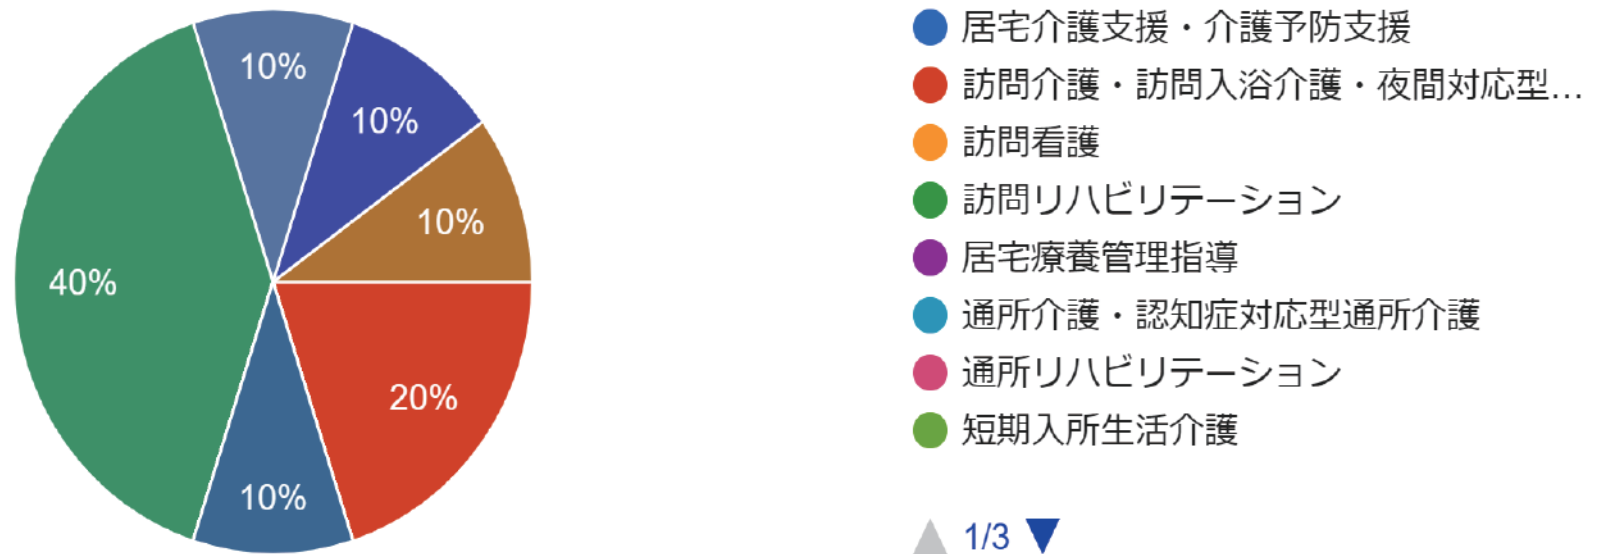 10%
10%
10%
40%
20%
10%
居宅介護支援・介護予防支援
訪問介護・訪問入浴介護・夜間対応型…
訪問看護
訪問リハビリテーション
居宅療養管理指導
通所介護・認知症対応型通所介護
通所リハビリテーション
短期入所生活介護
1/3